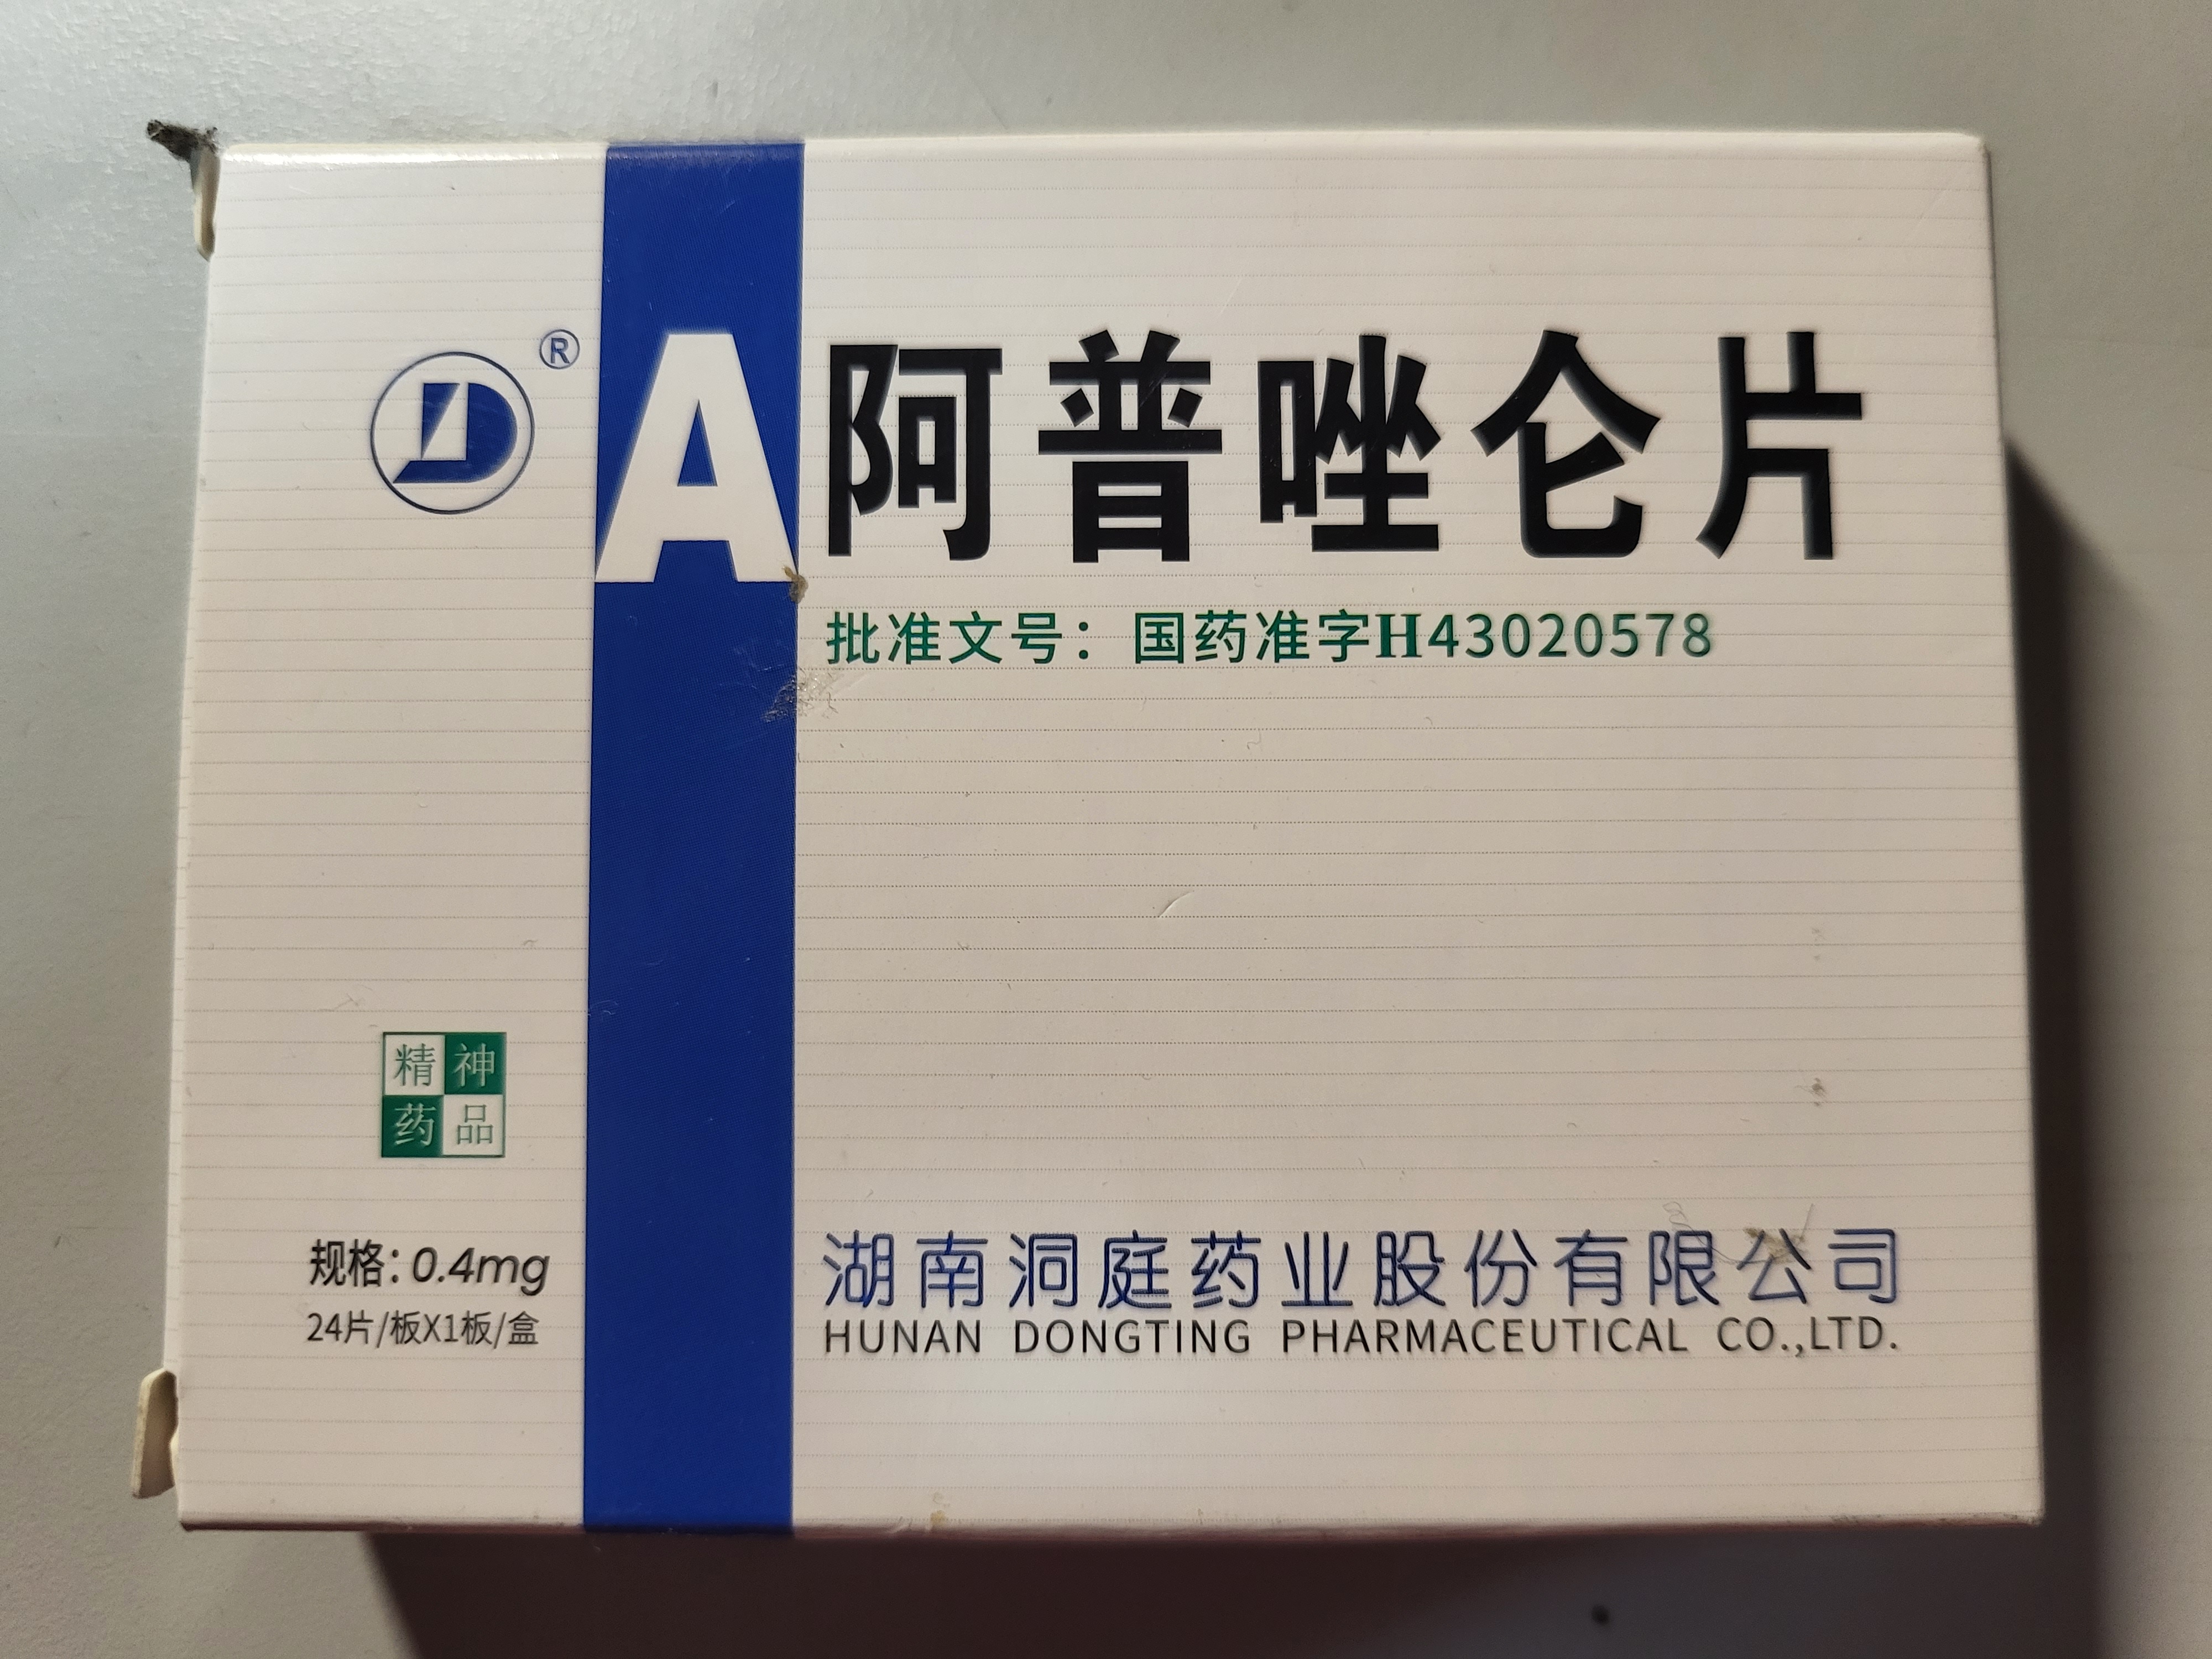 ®
A 阿普唑仑片
批准文号：国药准字H43020578
精神
药品
规格：0.4mg
24片/板X1板/盒
湖南洞庭药业股份有限公司
HUNAN DONGTING PHARMACEUTICAL CO.,LTD.